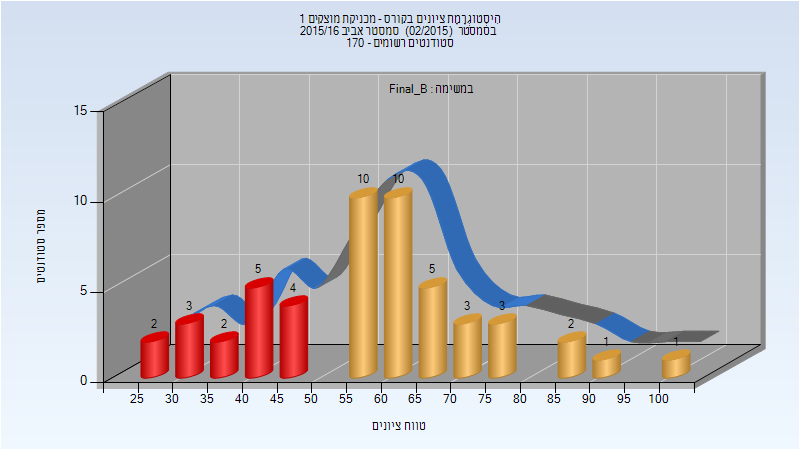 היסטוגרמת ציונים בקורס - מכניקת מוצקים 1
בסמסטר (02/2015) סמסטר אביב 2015/16
סטודנטים רשומים - 170
במשימה : Final_B
מספר סטודנטים
15
10
5
0
2
3
2
5
4
10
10
5
3
3
2
1
1
25 30 35 40 45 50 55 60 65 70 75 80 85 90 95 100
טווח ציונים